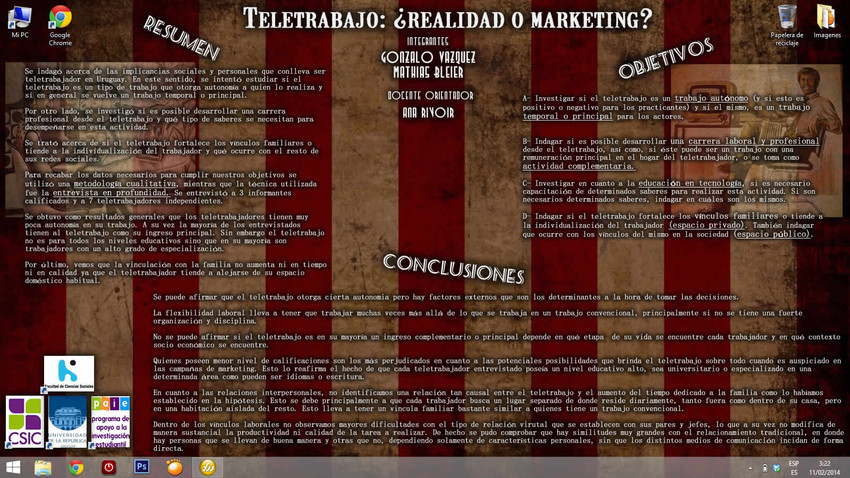 Teletrabajo: ¿realidad o marketing?
Mi PC
Google
Chrome
Papelera de
reciclaje
Imagenes
INTEGRANTES
GONZALO VAZQUEZ
MATHIAS BLEIER
DOCENTE ORIENTADOR
ANA RIVOIR
RESUMEN
Se indagó acerca de las implicancias sociales y personales que conlleva ser
teletrabajador en Uruguay. En este sentido, se intentó estudiar si el
teletrabajo es un tipo de trabajo que otorga autonomía a quien lo realiza y
si en general se vuelve un trabajo temporal o principal.
Por otro lado, se investigó si es posible desarrollar una carrera
profesional desde el teletrabajo y qué tipo de saberes se necesitan para
desempeñarse en esta actividad.
Se trató acerca de si el teletrabajo fortalece los vínculos familiares o
tiende a la individualización del trabajador y qué ocurre con el resto de
sus redes sociales.
Para recabar los datos necesarios para cumplir nuestros objetivos se
utilizó una metodología cualitativa, mientras que la técnica utilizada
fue la entrevista en profundidad. Se entrevistó a 3 informantes
calificados y a 7 teletrabajadores independientes.
Se obtuvo como resultados generales que los teletrabajadores tienen muy
poca autonomía en su trabajo. A su vez la mayoría de los entrevistados
tienen al teletrabajo como su ingreso principal. Sin embargo el teletrabajo
no es para todos los niveles educativos sino que en su mayoría son
trabajadores con un alto grado de especialización.
Por último, vemos que la vinculación con la familia no aumenta ni en tiempo
ni en calidad ya que el teletrabajador tiende a alejarse de su espacio
doméstico habitual.
OBJETIVOS
A- Investigar si el teletrabajo es un trabajo autónomo (y si esto es
positivo o negativo para los practicantes) y si el mismo, es un trabajo
temporal o principal para los actores.
B- Indagar si es posible desarrollar una carrera laboral y profesional
desde el teletrabajo, así como, si éste puede ser un trabajo con una
remuneración principal en el hogar del teletrabajador, o se toma como
actividad complementaria.
C- Investigar en cuanto a la educación en tecnología, si es necesario
capacitación de determinados saberes para realizar esta actividad. Si son
necesarios determinados saberes, indagar en cuáles son los mismos.
D- Indagar si el teletrabajo fortalece los vínculos familiares o tiende a
la individualización del trabajador (espacio privado). También indagar
que ocurre con los vínculos del mismo en la sociedad (espacio público).
CONCLUSIONES
Se puede afirmar que el teletrabajo otorga cierta autonomía pero hay factores externos que son los determinantes a la hora de tomar las decisiones.
La flexibilidad laboral lleva a tener que trabajar muchas veces más allá de lo que se trabaja en un trabajo convencional, principalmente si no se tiene una fuerte
organización y disciplina.
No se puede afirmar si el teletrabajo es en su mayoría un ingreso complementario o principal depende en qué etapa de su vida se encuentre cada trabajador y en qué contexto
socio económico se encuentre.
Quienes poseen menor nivel de calificaciones son los más perjudicados en cuanto a las potenciales posibilidades que brinda el teletrabajo sobre todo cuando es auspiciado en
las campañas de marketing. Esto lo reafirma el hecho de que cada teletrabajador entrevistado poseía un nivel educativo alto, sea universitario o especializado en una
determinada área como pueden ser idiomas o escritura.
En cuanto a las relaciones interpersonales, no identificamos una relación tan causal entre el teletrabajo y el aumento del tiempo dedicado a la familia como lo habíamos
establecido en la hipótesis. Esto se debe principalmente a que cada trabajador busca un lugar separado de donde reside diariamente, tanto fuera como dentro de su casa, pero
en una habitación aislada del resto. Esto lleva a tener un vínculo familiar bastante similar a quienes tiene un trabajo convencional.
Dentro de los vínculos laborales no observamos mayores dificultades con el tipo de relación virutal que se establecen con sus pares y jefes, lo que a su vez no modifica de
manera sustancial la productividad ni calidad de la tarea a realizar. De hecho se pudo comprobar que hay similitudes muy grandes con el relacionamiento tradicional, en donde
hay personas que se llevan de buena manera y otras que no, dependiendo solamente de características personales, sin que los distintos medios de comunicación incidan de forma
directa.
Facultad de Ciencias Sociales
CSIC
UNIVERSIDAD
DE LA REPÚBLICA
paie
programa de
apoyo a la
investigación
estudiantil
Ps
ESP
ES
3:22
11/02/2014